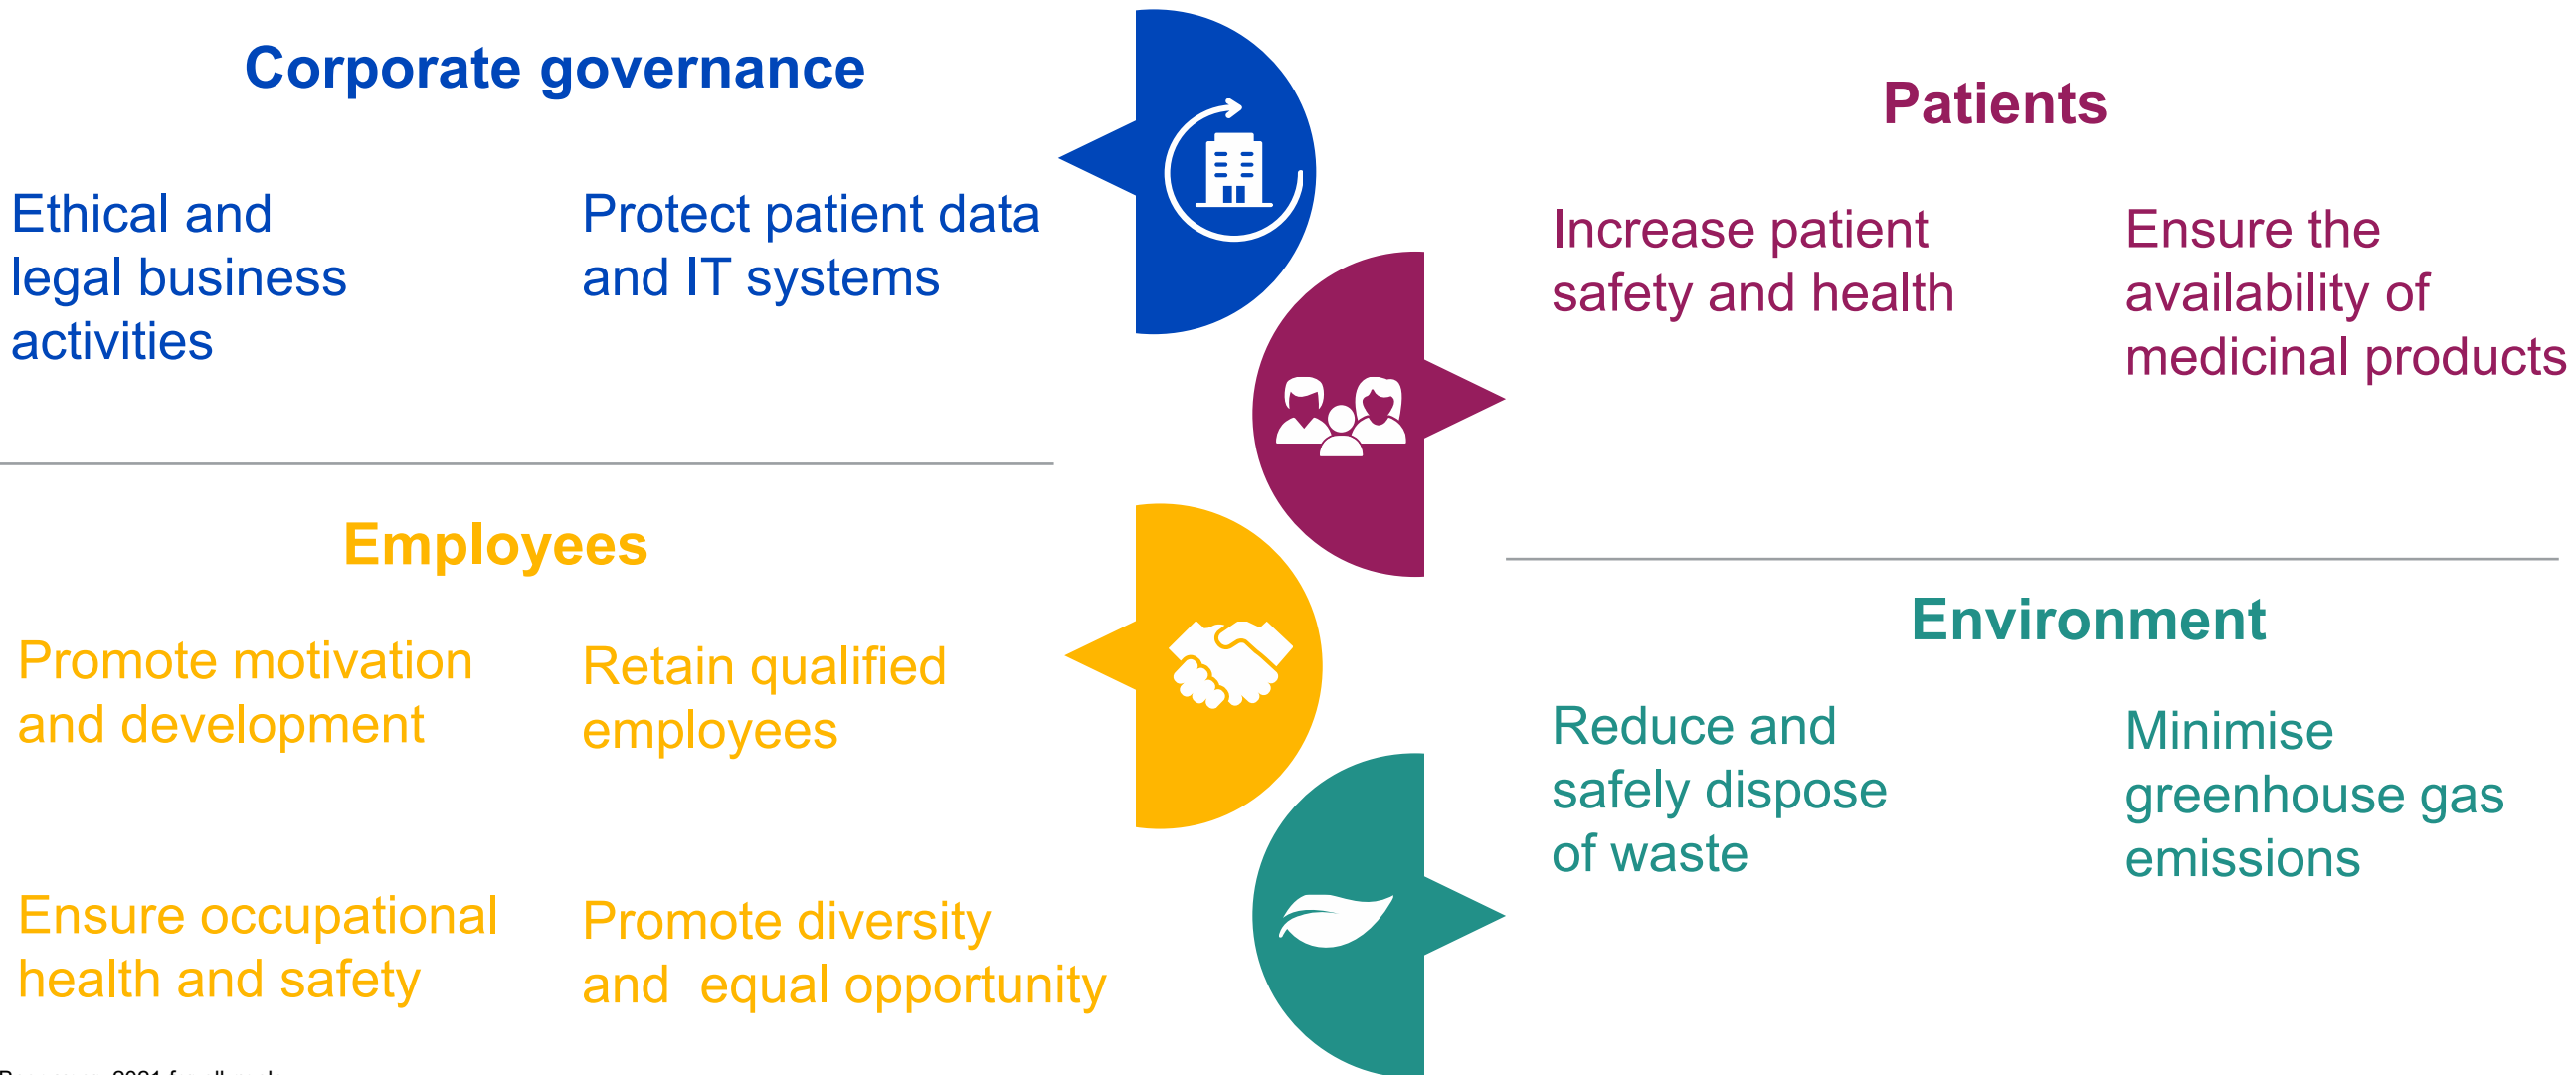 Corporate governance
Ethical and
legal business
activities
Protect patient data
and IT systems
Patients
Increase patient
safety and health
Ensure the
availability of
medicinal products
Employees
Promote motivation
and development
Retain qualified
employees
Ensure occupational
health and safety
Promote diversity
and  equal opportunity
Environment
Reduce and
safely dispose
of waste
Minimise
greenhouse gas
emissions
2021